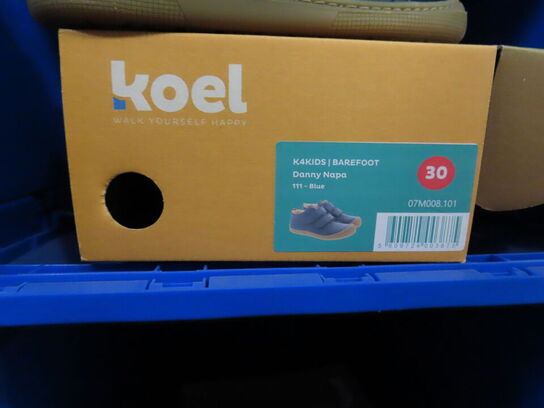 koel
WALK YOURSELF HAPPY
K4KIDS | BAREFOOT
Danny Napa
111 - Blue
30
07M008.101